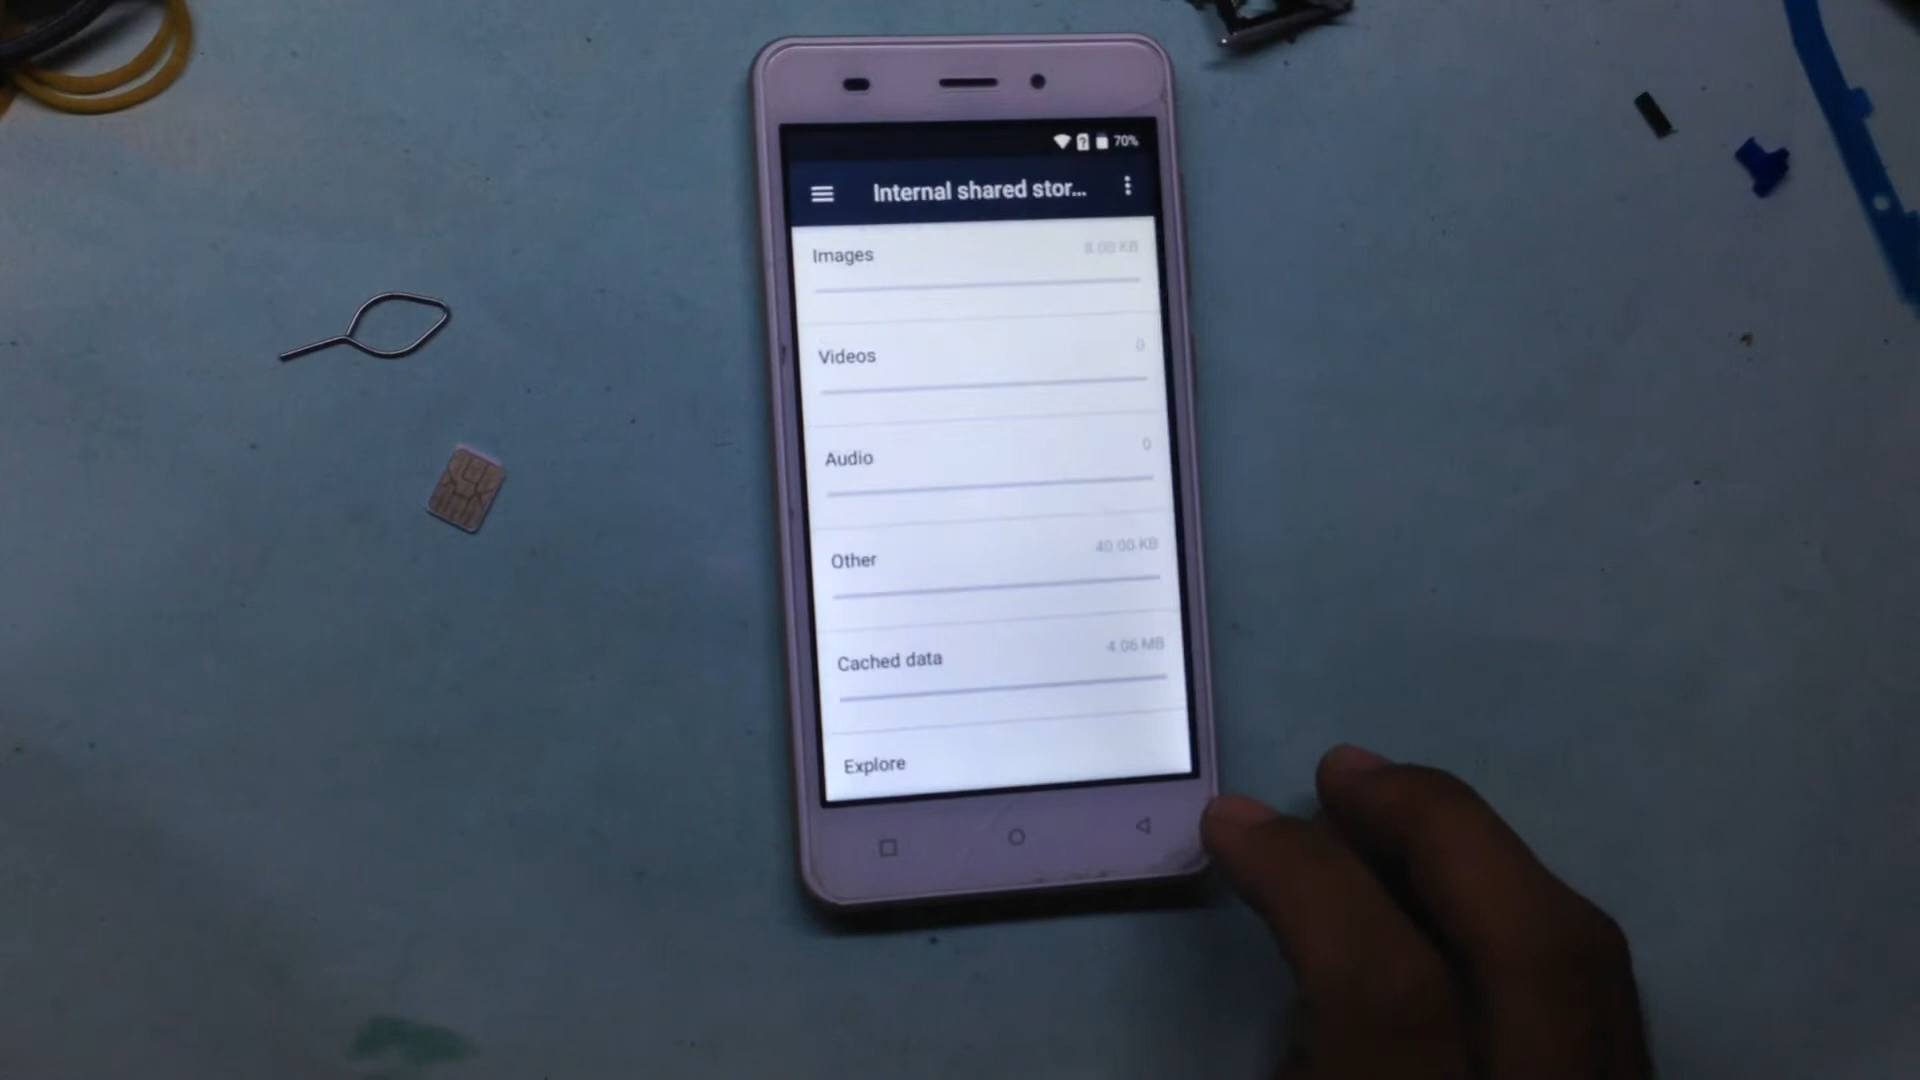 70%
Internal shared stor...
Images 8.00 KB
Videos 0
Audio 0
Other 40.00 KB
Cached data 4.06 MB
Explore